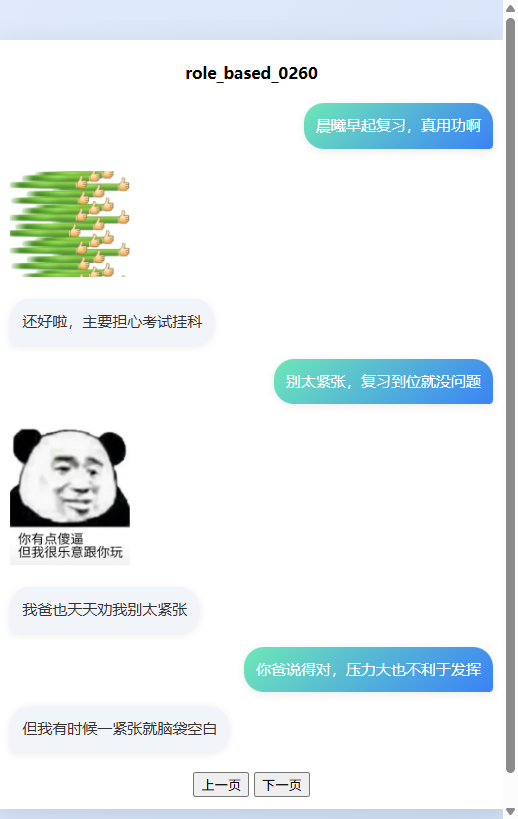 role_based_0260
晨曦早起复习，真用功啊
还好啦，主要担心考试挂科
别太紧张，复习到位就没问题
你有点傻逼
但我很乐意跟你玩
我爸也天天劝我别太紧张
你爸说得对，压力大也不利于发挥
但我有时候一紧张就脑袋空白
上一页 下一页